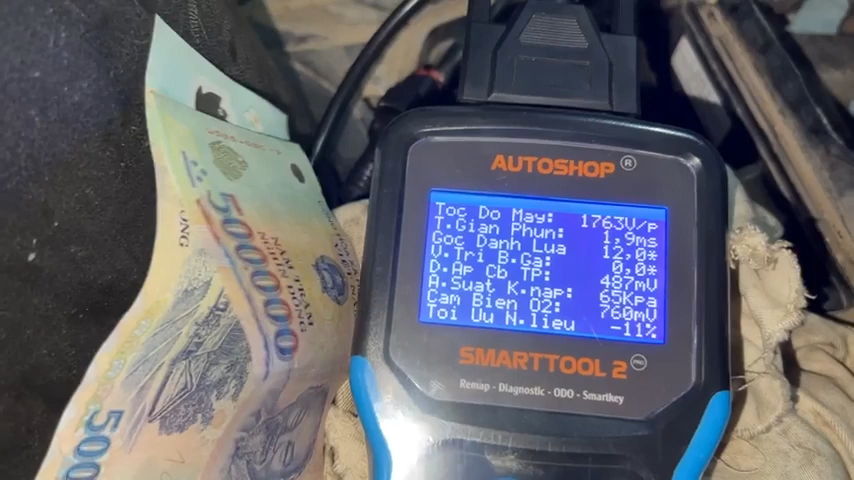 AUTOSHOP®
Toc Do May: 1763V/p
T.Gian Phun: 1,9ms
Goc Danh Lua 12,0*
V.Tri B.Ga: 0,0*
D.Ap Cb TP: 487mV
A.Suat K.nap: 65Kpa
Cam Bien O2: 760mV
Toi Uu N.lieu -11%
SMARTTOOL 2 PRO
Remap - Diagnostic - ODO - Smartkey
500000
NĂM TRĂM
NGHÌN ĐỒNG
500